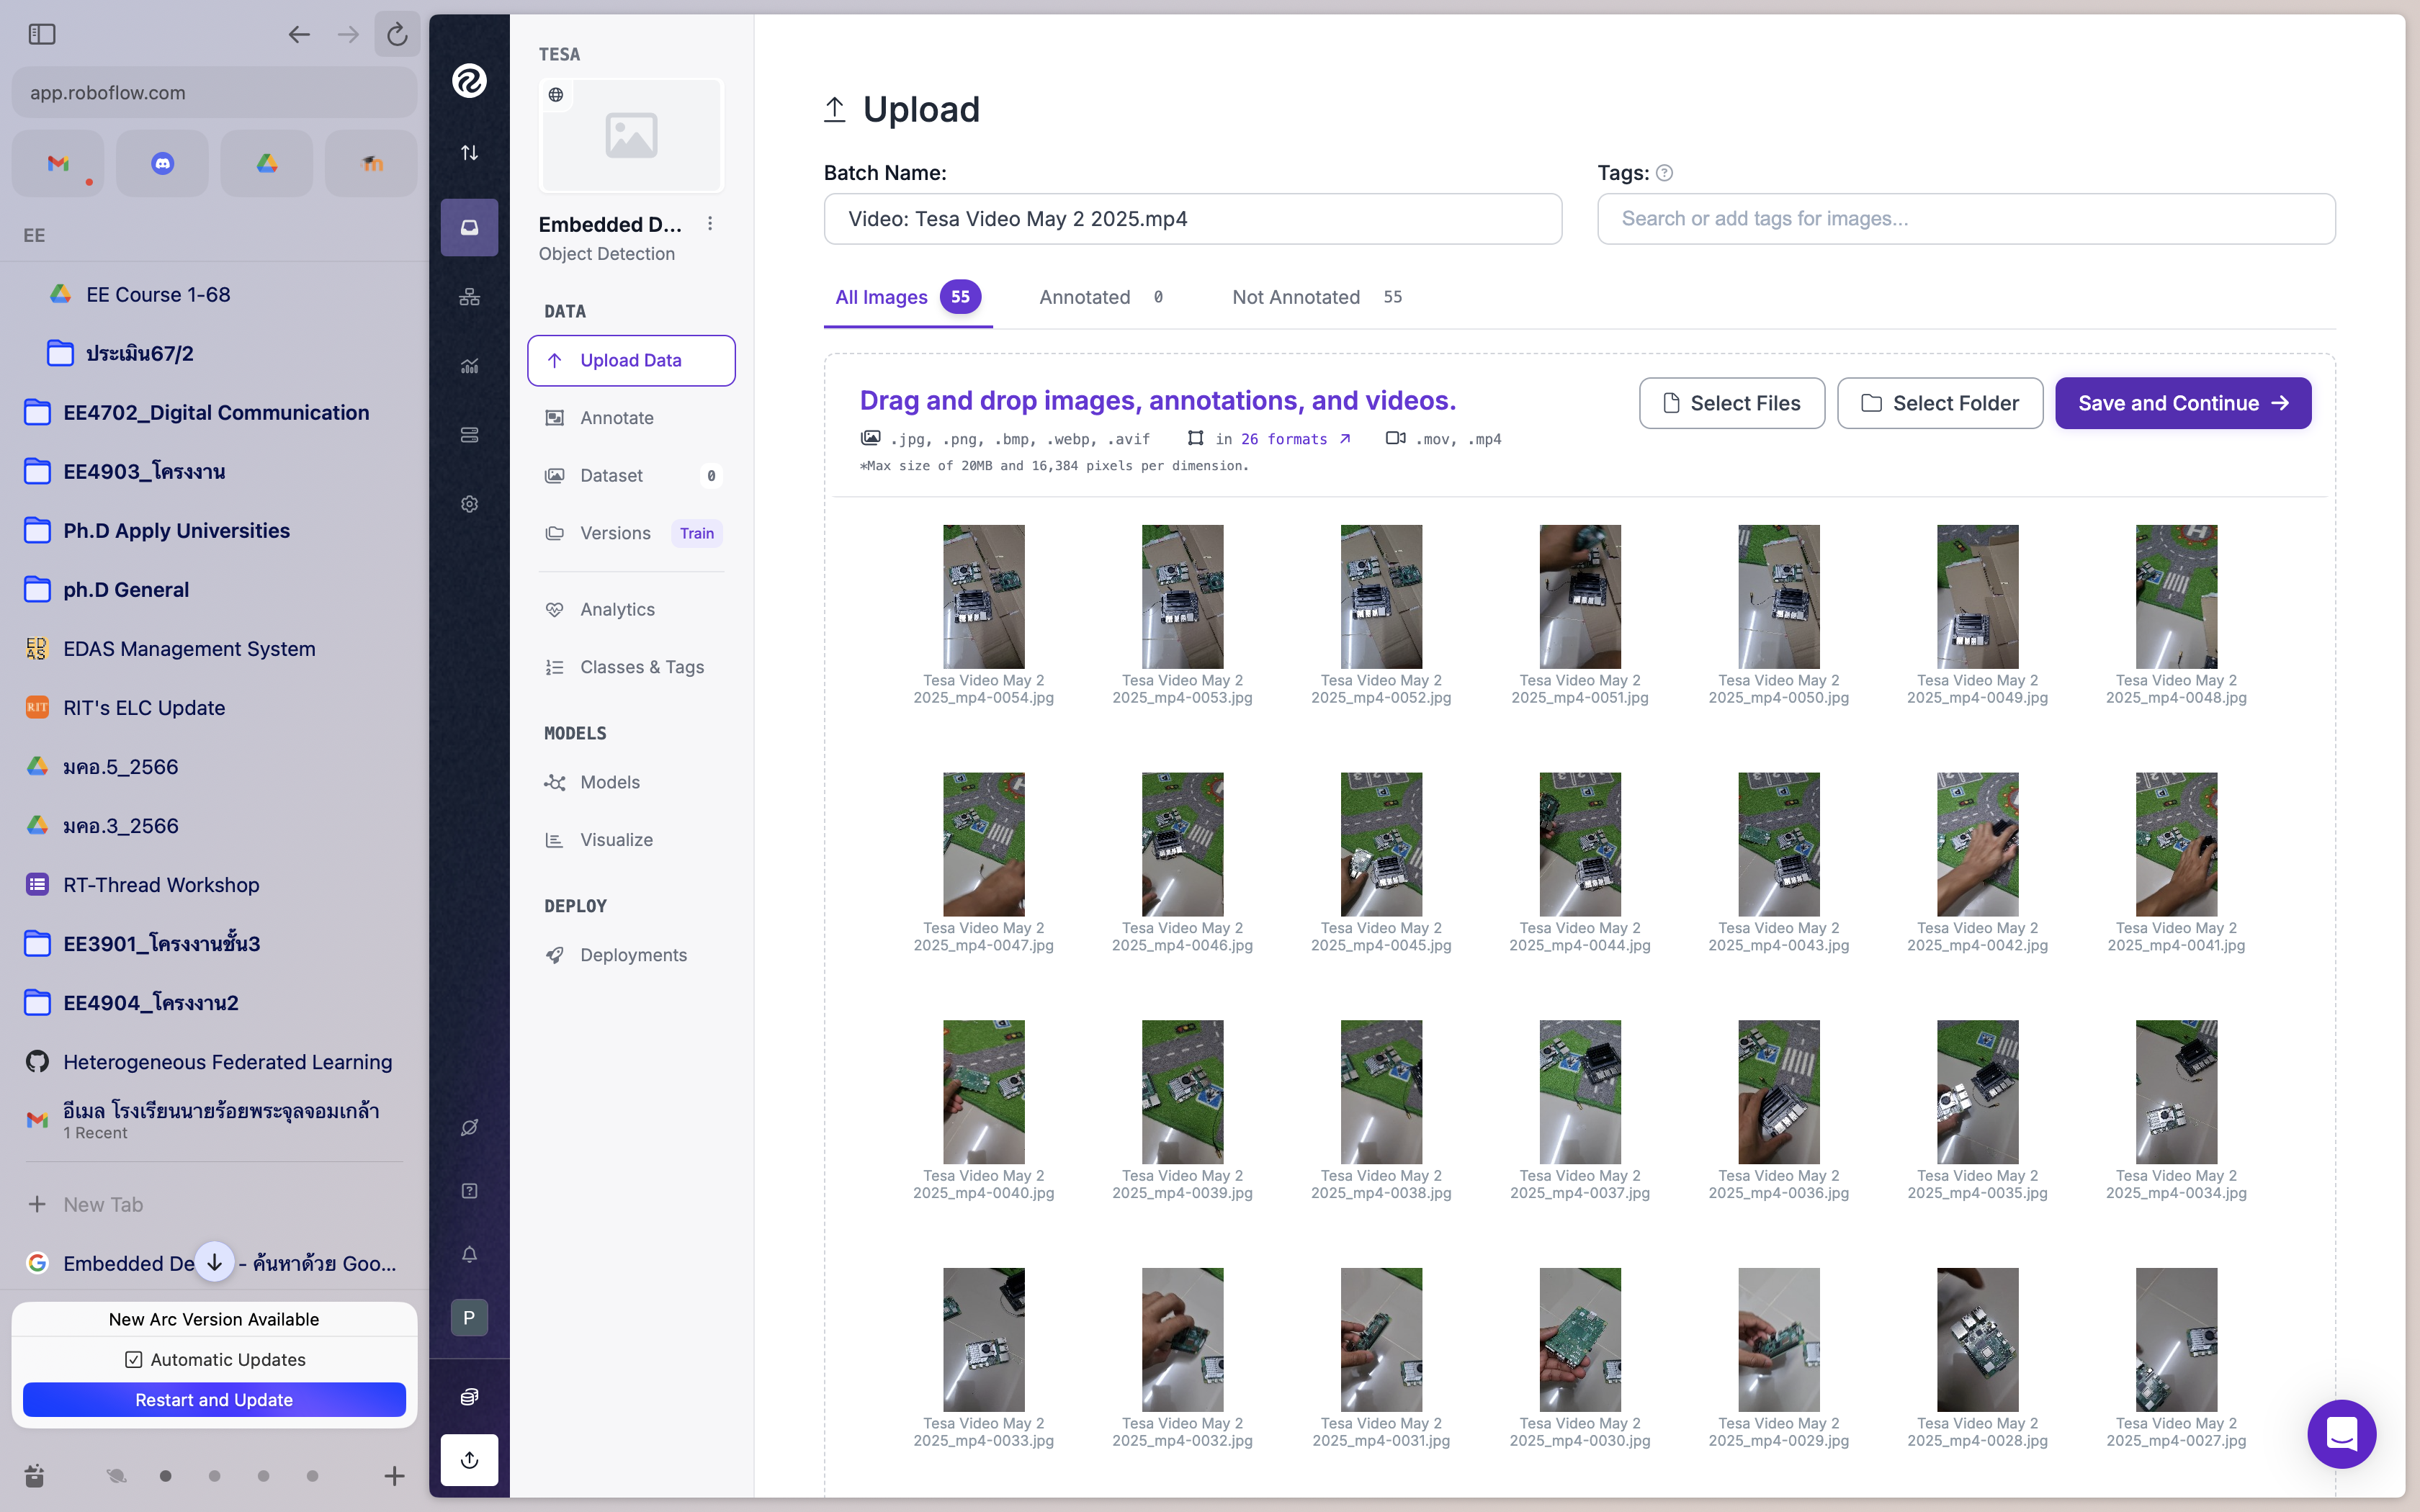 app.roboflow.com
EE
EE Course 1-68
ประเมิน67/2
EE4702_Digital Communication
EE4903_โครงงาน
Ph.D Apply Universities
ph.D General
EDAS
EDAS Management System
RIT
RIT's ELC Update
มคอ.5_2566
มคอ.3_2566
RT-Thread Workshop
EE3901_โครงงานชั้น3
EE4904_โครงงาน2
Heterogeneous Federated Learning
อีเมล โรงเรียนนายร้อยพระจุลจอมเกล้า
1 Recent
New Tab
Embedded De - ค้นหาด้วย Goo...
New Arc Version Available
Automatic Updates
Restart and Update
P
TESA
Embedded D...
Object Detection
DATA
Upload Data
Annotate
Dataset 0
Versions Train
Analytics
Classes & Tags
MODELS
Models
Visualize
DEPLOY
Deployments
Upload
Batch Name:
Video: Tesa Video May 2 2025.mp4
Tags:
Search or add tags for images...
All Images 55 Annotated 0 Not Annotated 55
Drag and drop images, annotations, and videos.
.jpg, .png, .bmp, .webp, .avif in 26 formats .mov, .mp4
*Max size of 20MB and 16,384 pixels per dimension.
Select Files Select Folder Save and Continue
Tesa Video May 2 Tesa Video May 2 Tesa Video May 2 Tesa Video May 2 Tesa Video May 2 Tesa Video May 2 Tesa Video May 2
2025_mp4-0054.jpg 2025_mp4-0053.jpg 2025_mp4-0052.jpg 2025_mp4-0051.jpg 2025_mp4-0050.jpg 2025_mp4-0049.jpg 2025_mp4-0048.jpg
Tesa Video May 2 Tesa Video May 2 Tesa Video May 2 Tesa Video May 2 Tesa Video May 2 Tesa Video May 2 Tesa Video May 2
2025_mp4-0047.jpg 2025_mp4-0046.jpg 2025_mp4-0045.jpg 2025_mp4-0044.jpg 2025_mp4-0043.jpg 2025_mp4-0042.jpg 2025_mp4-0041.jpg
Tesa Video May 2 Tesa Video May 2 Tesa Video May 2 Tesa Video May 2 Tesa Video May 2 Tesa Video May 2 Tesa Video May 2
2025_mp4-0040.jpg 2025_mp4-0039.jpg 2025_mp4-0038.jpg 2025_mp4-0037.jpg 2025_mp4-0036.jpg 2025_mp4-0035.jpg 2025_mp4-0034.jpg
Tesa Video May 2 Tesa Video May 2 Tesa Video May 2 Tesa Video May 2 Tesa Video May 2 Tesa Video May 2 Tesa Video May 2
2025_mp4-0033.jpg 2025_mp4-0032.jpg 2025_mp4-0031.jpg 2025_mp4-0030.jpg 2025_mp4-0029.jpg 2025_mp4-0028.jpg 2025_mp4-0027.jpg